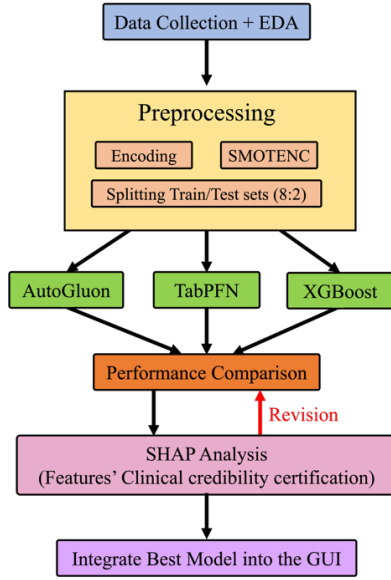 Data Collection + EDA
Preprocessing
Encoding
SMOTENC
Splitting Train/Test sets (8:2)
AutoGluon
TabPFN
XGBoost
Performance Comparison
Revision
SHAP Analysis
(Features' Clinical credibility certification)
Integrate Best Model into the GUI